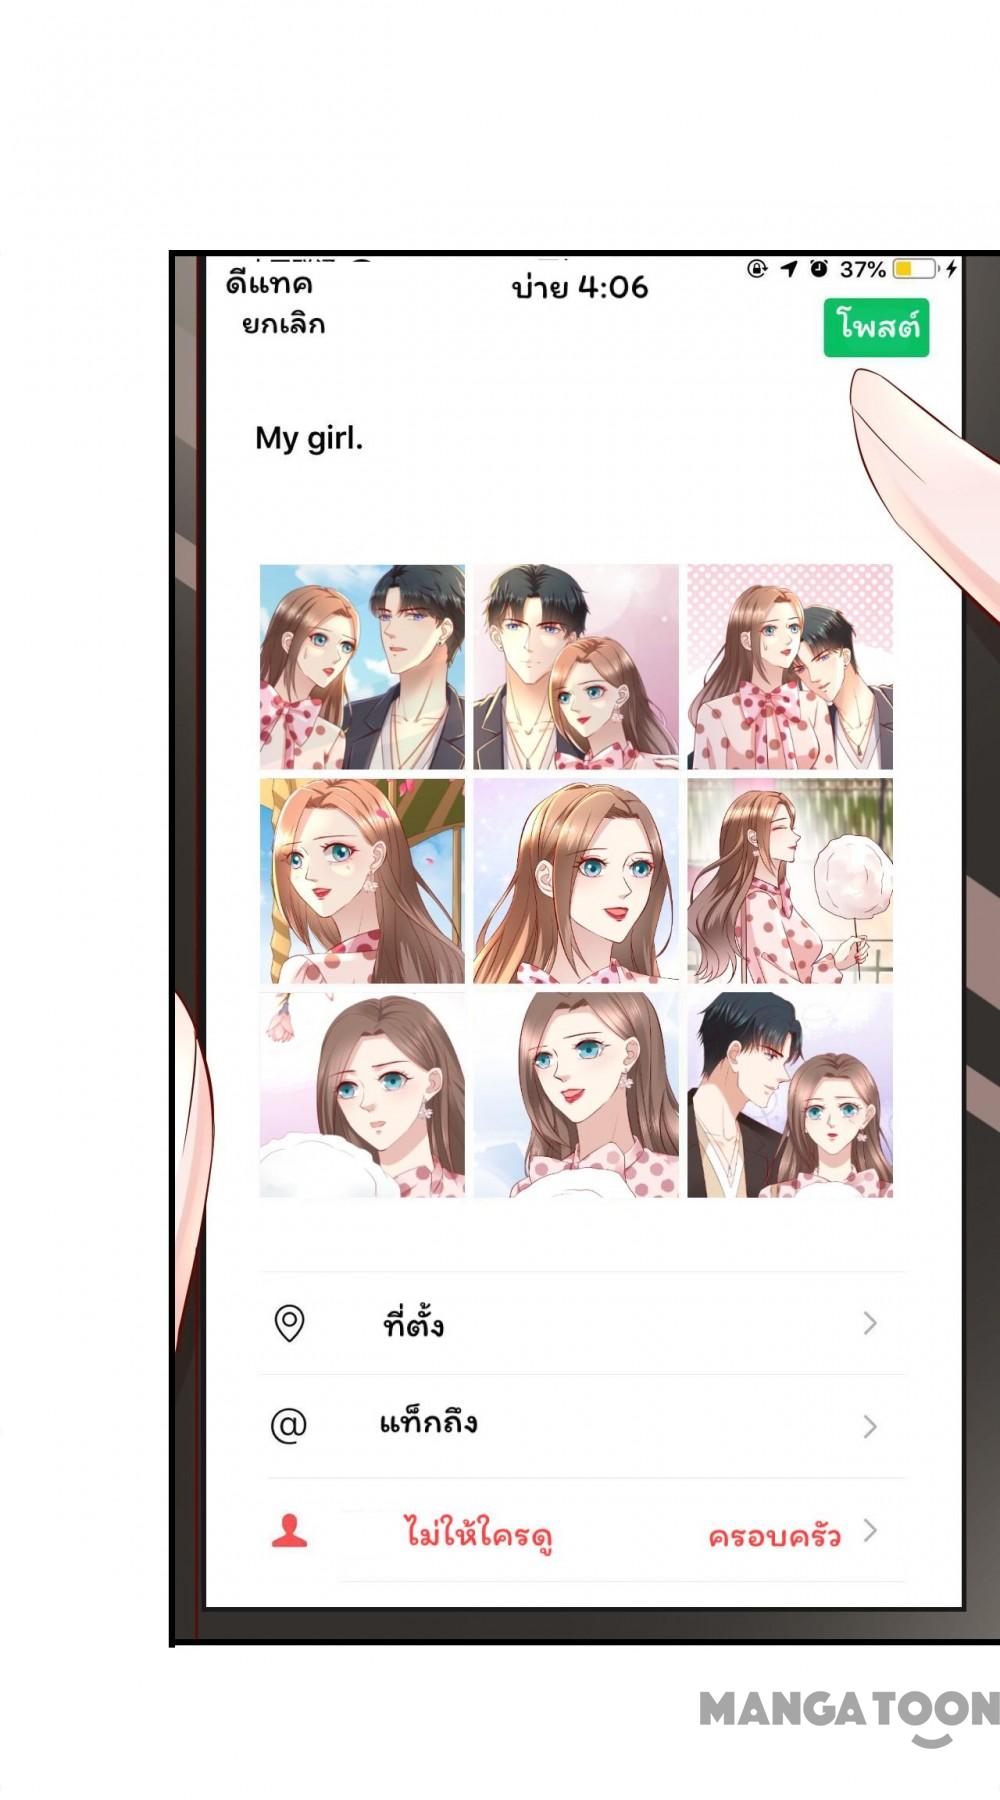 ดีแทค
บ่าย 4:06
37%
ยกเลิก
โพสต์
My girl.
ที่ตั้ง
@ แท็กถึง
ไม่ให้ใครดู ครอบครัว
MANGATOON